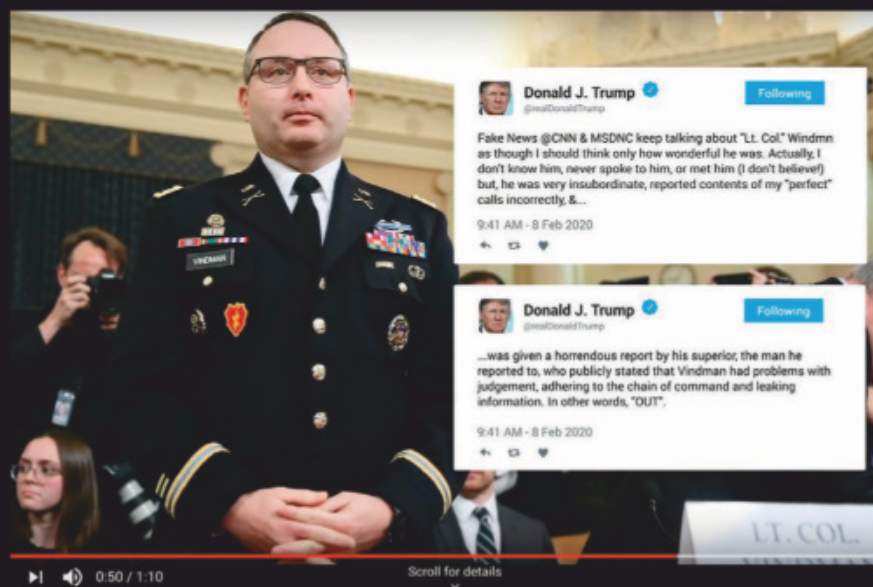 VINDMAN
Donald J. Trump
Following
@realDonaldTrump
Fake News @CNN & MSDNC keep talking about "Lt. Col." Windmn
as though I should think only how wonderful he was. Actually, I
don't know him, never spoke to him, or met him (I don't believe!)
but, he was very insubordinate, reported contents of my "perfect"
calls incorrectly, &...
9:41 AM - 8 Feb 2020
Donald J. Trump
Following
@realDonaldTrump
...was given a horrendous report by his superior, the man he
reported to, who publicly stated that Vindman had problems with
judgement, adhering to the chain of command and leaking
information. In other words, "OUT".
9:41 AM - 8 Feb 2020
LT. COL.
0:50 / 1:10
Scroll for details